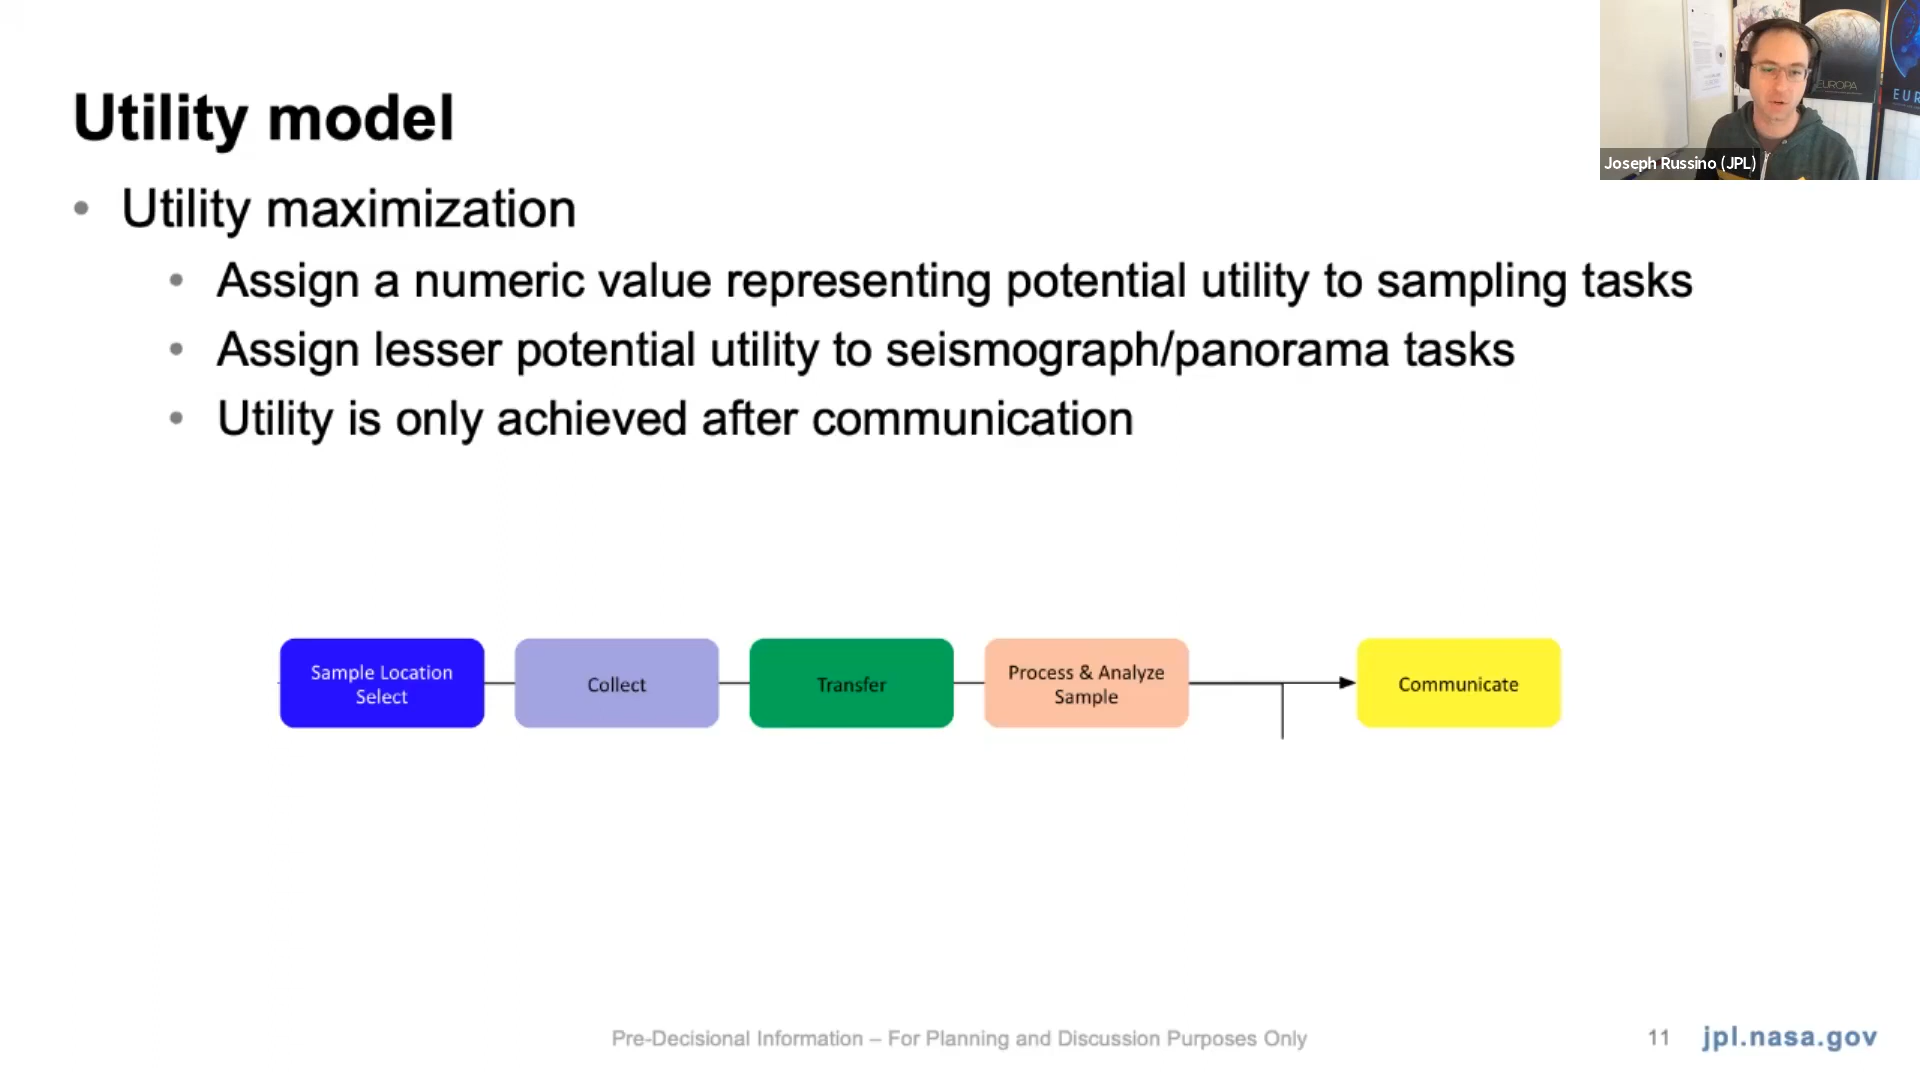 Utility model
Utility maximization
Assign a numeric value representing potential utility to sampling tasks
Assign lesser potential utility to seismograph/panorama tasks
Utility is only achieved after communication
EUROPA
EUR
Joseph Russino (JPL)
Sample Location
Select
Collect
Transfer
Process & Analyze
Sample
Communicate
Pre-Decisional Information – For Planning and Discussion Purposes Only
11
jpl.nasa.gov